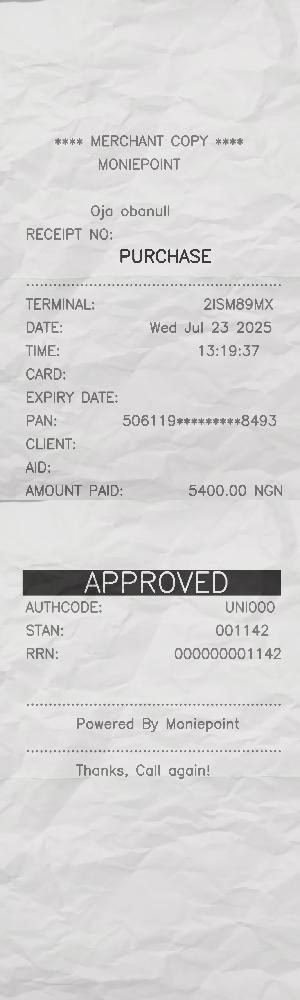 **** MERCHANT COPY ****
MONIEPOINT
Oja obanull
RECEIPT NO:
PURCHASE
TERMINAL: 2ISM89MX
DATE: Wed Jul 23 2025
TIME: 13:19:37
CARD:
EXPIRY DATE:
PAN: 506119*********8493
CLIENT:
AID:
AMOUNT PAID: 5400.00 NGN
APPROVED
AUTHCODE: UNI000
STAN: 001142
RRN: 000000001142
Powered By Moniepoint
Thanks, Call again!